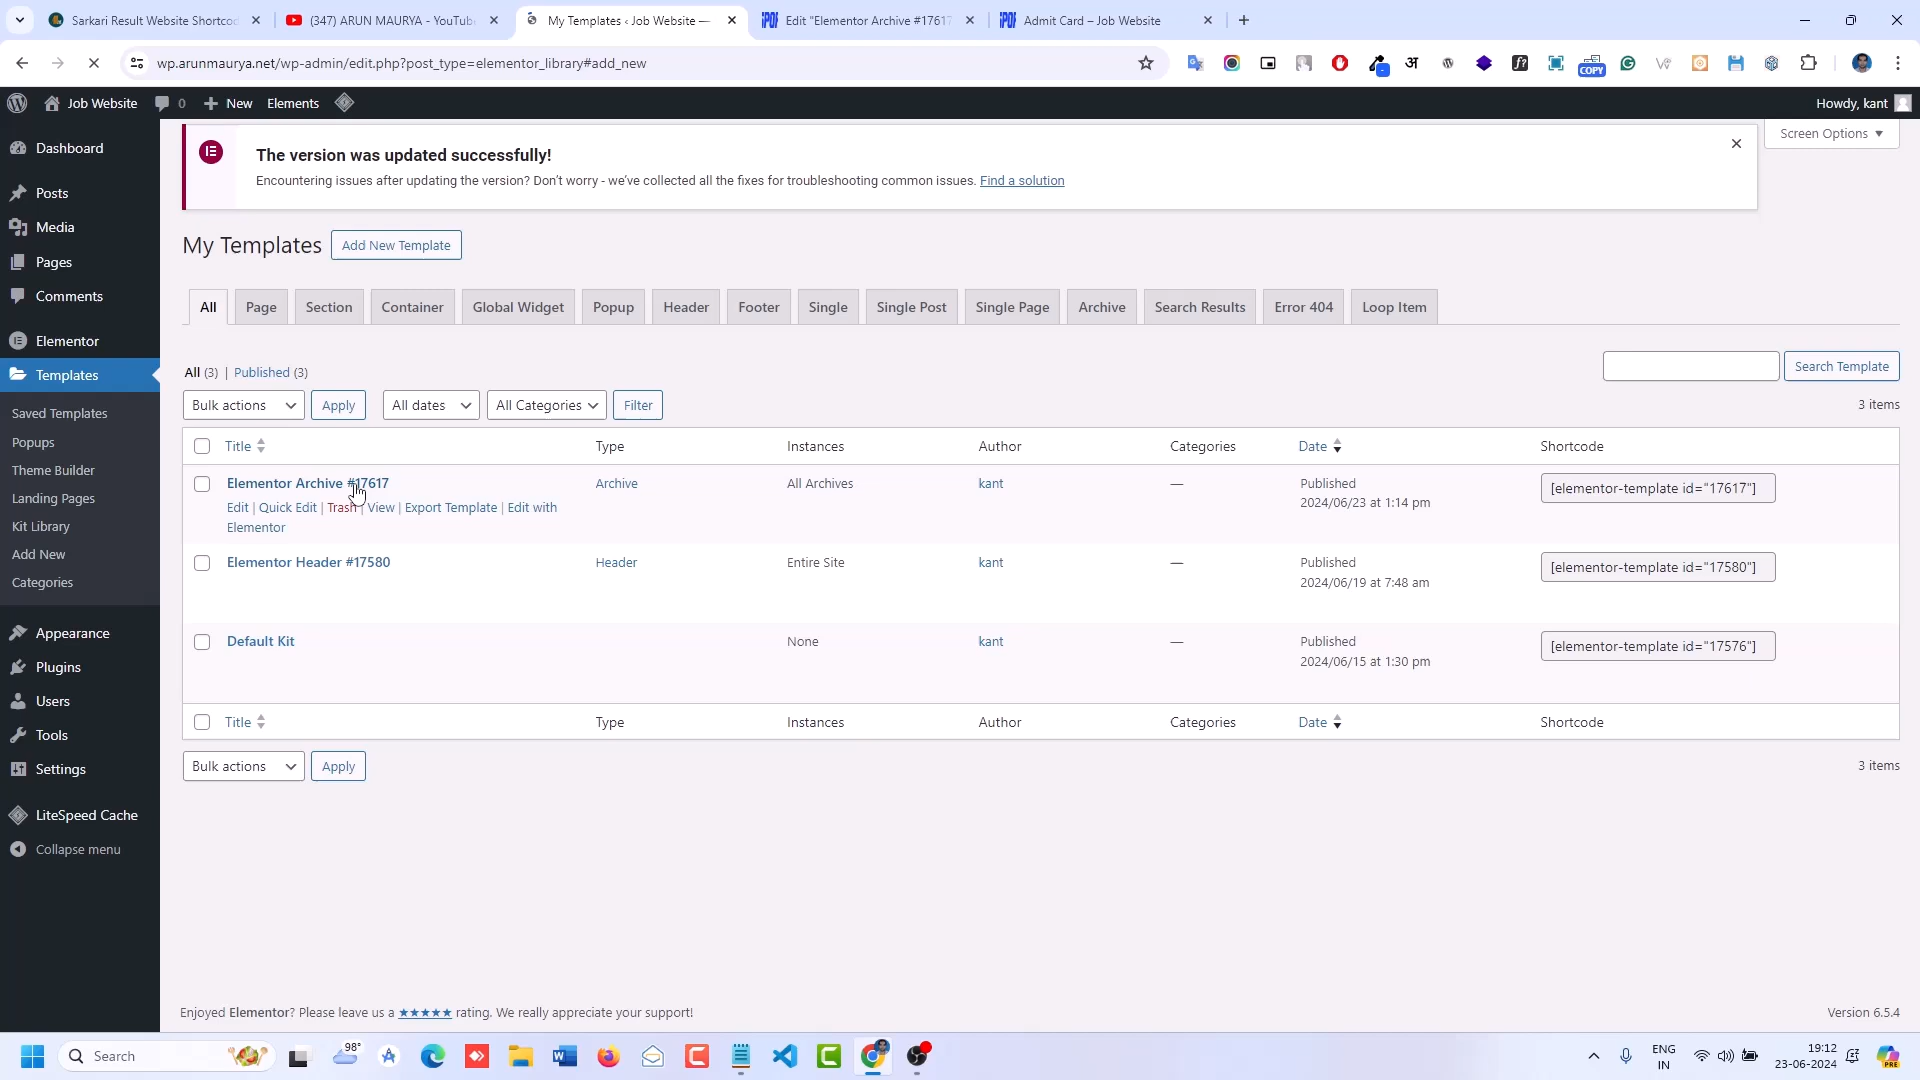 Sarkari Result Website Shortcod
(347) ARUN MAURYA - YouTube
My Templates ‹ Job Website —
Edit "Elementor Archive #17617
Admit Card – Job Website
wp.arunmaurya.net/wp-admin/edit.php?post_type=elementor_library#add_new
COPY
Job Website
0
New
Elements
Howdy, kant
Screen Options
Dashboard
Posts
Media
Pages
Comments
Elementor
Templates
Saved Templates
Popups
Theme Builder
Landing Pages
Kit Library
Add New
Categories
Appearance
Plugins
Users
Tools
Settings
LiteSpeed Cache
Collapse menu
The version was updated successfully!
Encountering issues after updating the version? Don't worry - we've collected all the fixes for troubleshooting common issues. Find a solution
My Templates
Add New Template
All Page Section Container Global Widget Popup Header Footer Single Single Post Single Page Archive Search Results Error 404 Loop Item
All (3) | Published (3)
Search Template
Bulk actions Apply All dates All Categories Filter
3 items
Title Type Instances Author Categories Date Shortcode
Elementor Archive #17617 Archive All Archives kant — Published [elementor-template id="17617"]
2024/06/23 at 1:14 pm
Edit | Quick Edit | Trash | View | Export Template | Edit with
Elementor
Elementor Header #17580 Header Entire Site kant — Published [elementor-template id="17580"]
2024/06/19 at 7:48 am
Default Kit None kant — Published [elementor-template id="17576"]
2024/06/15 at 1:30 pm
Title Type Instances Author Categories Date Shortcode
Bulk actions Apply
3 items
Enjoyed Elementor? Please leave us a ★★★★★ rating. We really appreciate your support!
Version 6.5.4
Search
98°
ENG
IN
19:12
23-06-2024
PRE